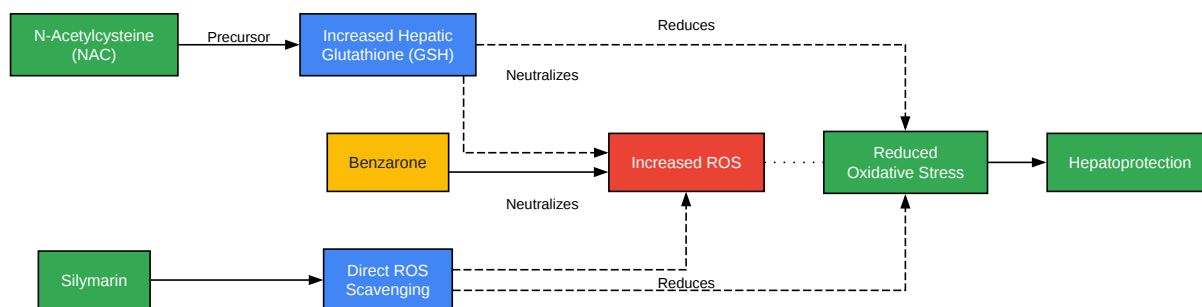 Reduces
N-Acetylcysteine
(NAC)
Precursor
Increased Hepatic
Glutathione (GSH)
Neutralizes
Benzarone
Increased ROS
Reduced
Oxidative Stress
Hepatoprotection
Neutralizes
Silymarin
Direct ROS
Scavenging
Reduces